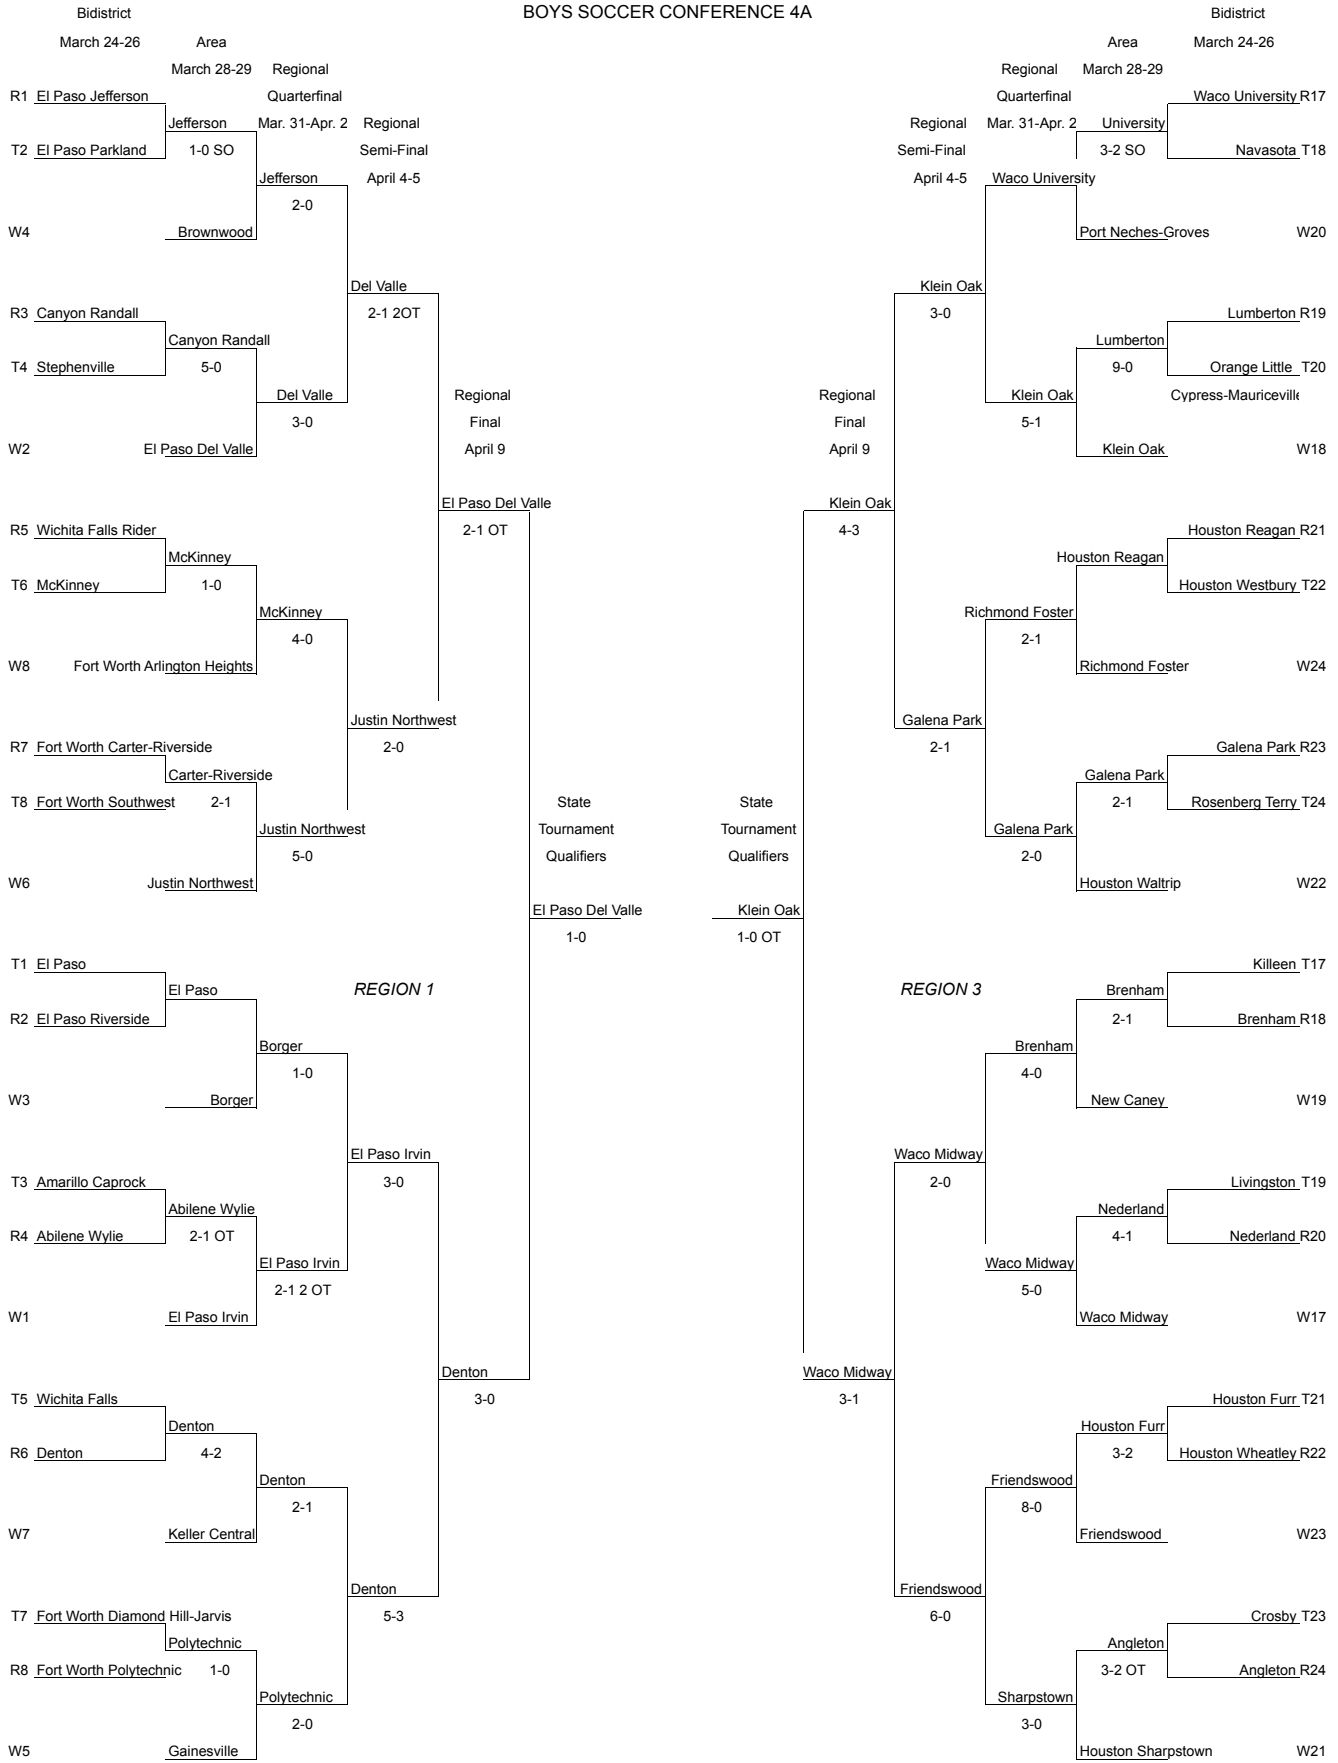 BOYS SOCCER CONFERENCE 4A
Bidistrict Bidistrict
March 24-26 Area Area March 24-26
March 28-29 Regional Regional March 28-29
R1 El Paso Jefferson Quarterfinal Quarterfinal Waco University R17
Jefferson Mar. 31-Apr. 2 Regional Regional Mar. 31-Apr. 2 University
T2 El Paso Parkland 1-0 SO Semi-Final Semi-Final 3-2 SO Navasota T18
Jefferson April 4-5 April 4-5 Waco University
2-0
W4 Brownwood Port Neches-Groves W20
Del Valle Klein Oak
R3 Canyon Randall 2-1 2OT 3-0 Lumberton R19
Canyon Randall Lumberton
T4 Stephenville 5-0 9-0 Orange Little T20
Del Valle Regional Regional Klein Oak Cypress-Mauriceville
3-0 Final Final 5-1
W2 El Paso Del Valle April 9 April 9 Klein Oak W18
El Paso Del Valle Klein Oak
R5 Wichita Falls Rider 2-1 OT 4-3 Houston Reagan R21
McKinney Houston Reagan
T6 McKinney 1-0 Houston Westbury T22
McKinney Richmond Foster
4-0 2-1
W8 Fort Worth Arlington Heights Richmond Foster W24
Justin Northwest Galena Park
R7 Fort Worth Carter-Riverside 2-0 2-1 Galena Park R23
Carter-Riverside Galena Park
T8 Fort Worth Southwest 2-1 State State 2-1 Rosenberg Terry T24
Justin Northwest Tournament Tournament Galena Park
5-0 Qualifiers Qualifiers 2-0
W6 Justin Northwest Houston Waltrip W22
El Paso Del Valle Klein Oak
1-0 1-0 OT
T1 El Paso Killeen T17
El Paso REGION 1 REGION 3 Brenham
R2 El Paso Riverside 2-1 Brenham R18
Borger Brenham
1-0 4-0
W3 Borger New Caney W19
El Paso Irvin Waco Midway
T3 Amarillo Caprock 3-0 2-0 Livingston T19
Abilene Wylie Nederland
R4 Abilene Wylie 2-1 OT 4-1 Nederland R20
El Paso Irvin Waco Midway
2-1 2 OT 5-0
W1 El Paso Irvin Waco Midway W17
Denton Waco Midway
T5 Wichita Falls 3-0 3-1 Houston Furr T21
Denton Houston Furr
R6 Denton 4-2 3-2 Houston Wheatley R22
Denton Friendswood
2-1 8-0
W7 Keller Central Friendswood W23
Denton Friendswood
T7 Fort Worth Diamond Hill-Jarvis 5-3 6-0 Crosby T23
Polytechnic Angleton
R8 Fort Worth Polytechnic 1-0 3-2 OT Angleton R24
Polytechnic Sharpstown
2-0 3-0
W5 Gainesville Houston Sharpstown W21